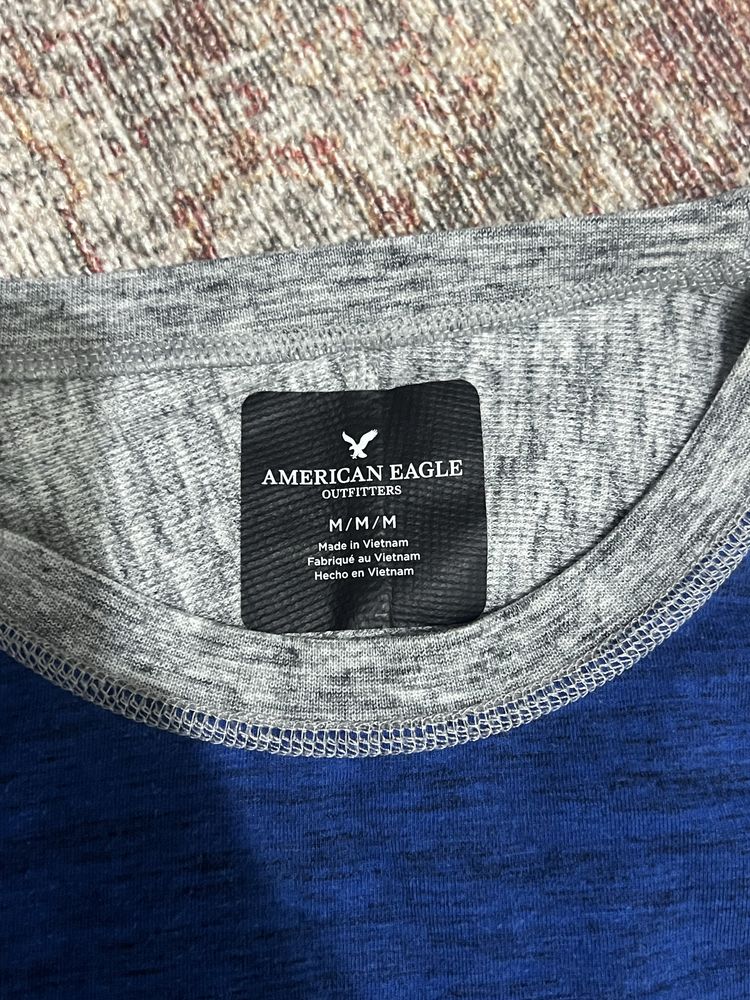 AMERICAN EAGLE
OUTFITTERS
M/M/M
Made in Vietnam
Fabriqué au Vietnam
Hecho en Vietnam